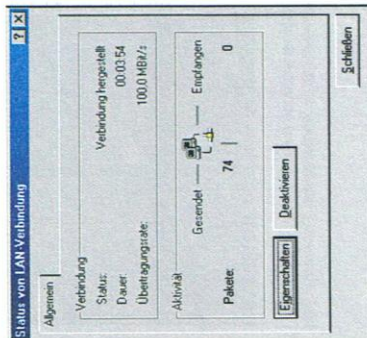 Status von LAN-Verbindung
Allgemein
Verbindung
Status: Verbindung hergestellt
Dauer: 00:03:54
Übertragungsrate: 100,0 MBit/s
Aktivität
Gesendet Empfangen
Pakete: 74 0
Eigenschaften Deaktivieren
Schließen